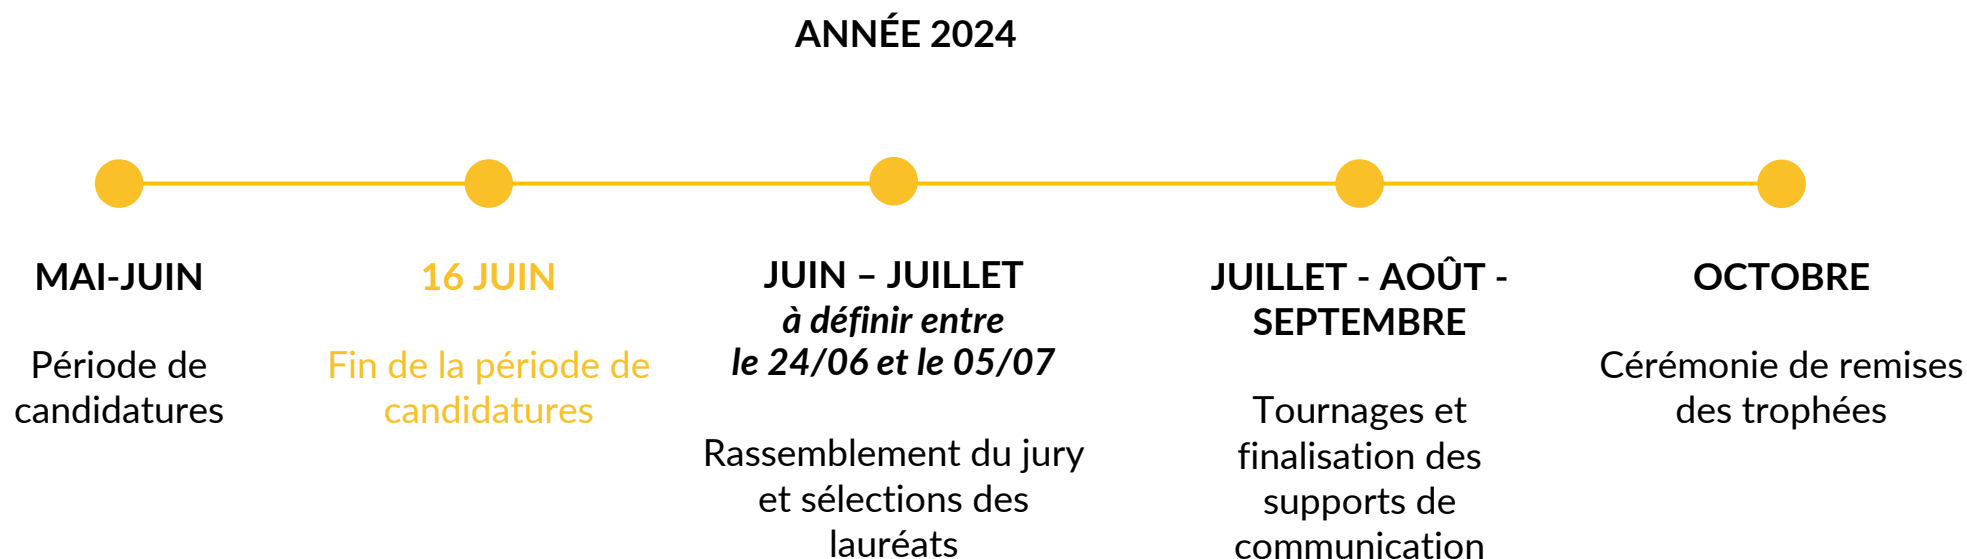 ANNÉE 2024
MAI-JUIN
Période de
candidatures
16 JUIN
Fin de la période de
candidatures
JUIN – JUILLET
à définir entre
le 24/06 et le 05/07
Rassemblement du jury
et sélections des
lauréats
JUILLET - AOÛT -
SEPTEMBRE
Tournages et
finalisation des
supports de
communication
OCTOBRE
Cérémonie de remises
des trophées